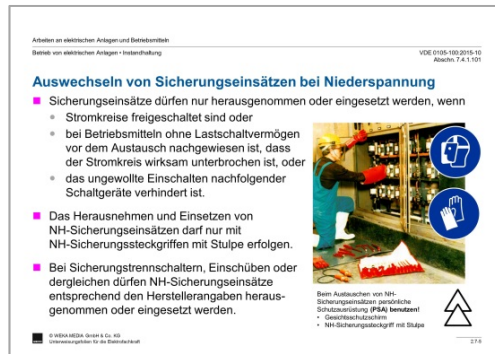 Arbeiten an elektrischen Anlagen und Betriebsmitteln
Betrieb von elektrischen Anlagen • Instandhaltung
VDE 0105-100:2015-10
Abschn. 7.4.1.101
Auswechseln von Sicherungseinsätzen bei Niederspannung
Sicherungseinsätze dürfen nur herausgenommen oder eingesetzt werden, wenn
Stromkreise freigeschaltet sind oder
bei Betriebsmitteln ohne Lastschaltvermögen
vor dem Austausch nachgewiesen ist, dass
der Stromkreis wirksam unterbrochen ist, oder
das ungewollte Einschalten nachfolgender
Schaltgeräte verhindert ist.
Das Herausnehmen und Einsetzen von
NH-Sicherungseinsätzen darf nur mit
NH-Sicherungssteckgriffen mit Stulpe erfolgen.
Bei Sicherungstrennschaltern, Einschüben oder
dergleichen dürfen NH-Sicherungseinsätze
entsprechend den Herstellerangaben heraus-
genommen oder eingesetzt werden.
Beim Austauschen von NH-
Sicherungseinsätzen persönliche
Schutzausrüstung (PSA) benutzen!
• Gesichtsschutzschirm
• NH-Sicherungssteckgriff mit Stulpe
© WEKA MEDIA GmbH & Co. KG
Unterweisungsfolien für die Elektrofachkraft
2.7-5